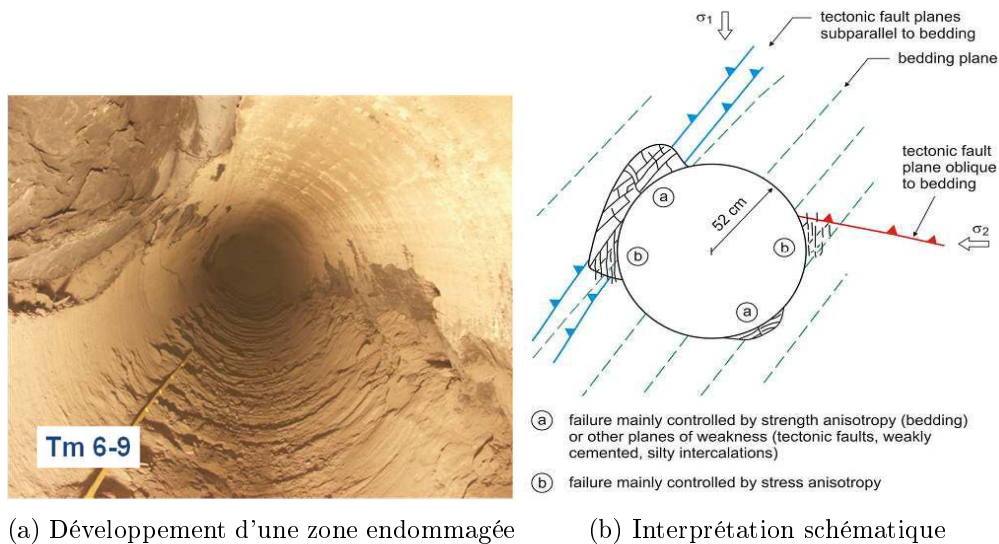 σ1
tectonic fault planes
subparallel to bedding
bedding plane
tectonic fault
plane oblique
to bedding
52 cm
σ2
a
b
b
a
Tm 6-9
a failure mainly controlled by strength anisotropy (bedding)
or other planes of weakness (tectonic faults, weakly
cemented, silty intercalations)
b failure mainly controlled by stress anisotropy
(a) Développement d'une zone endommagée
(b) Interprétation schématique